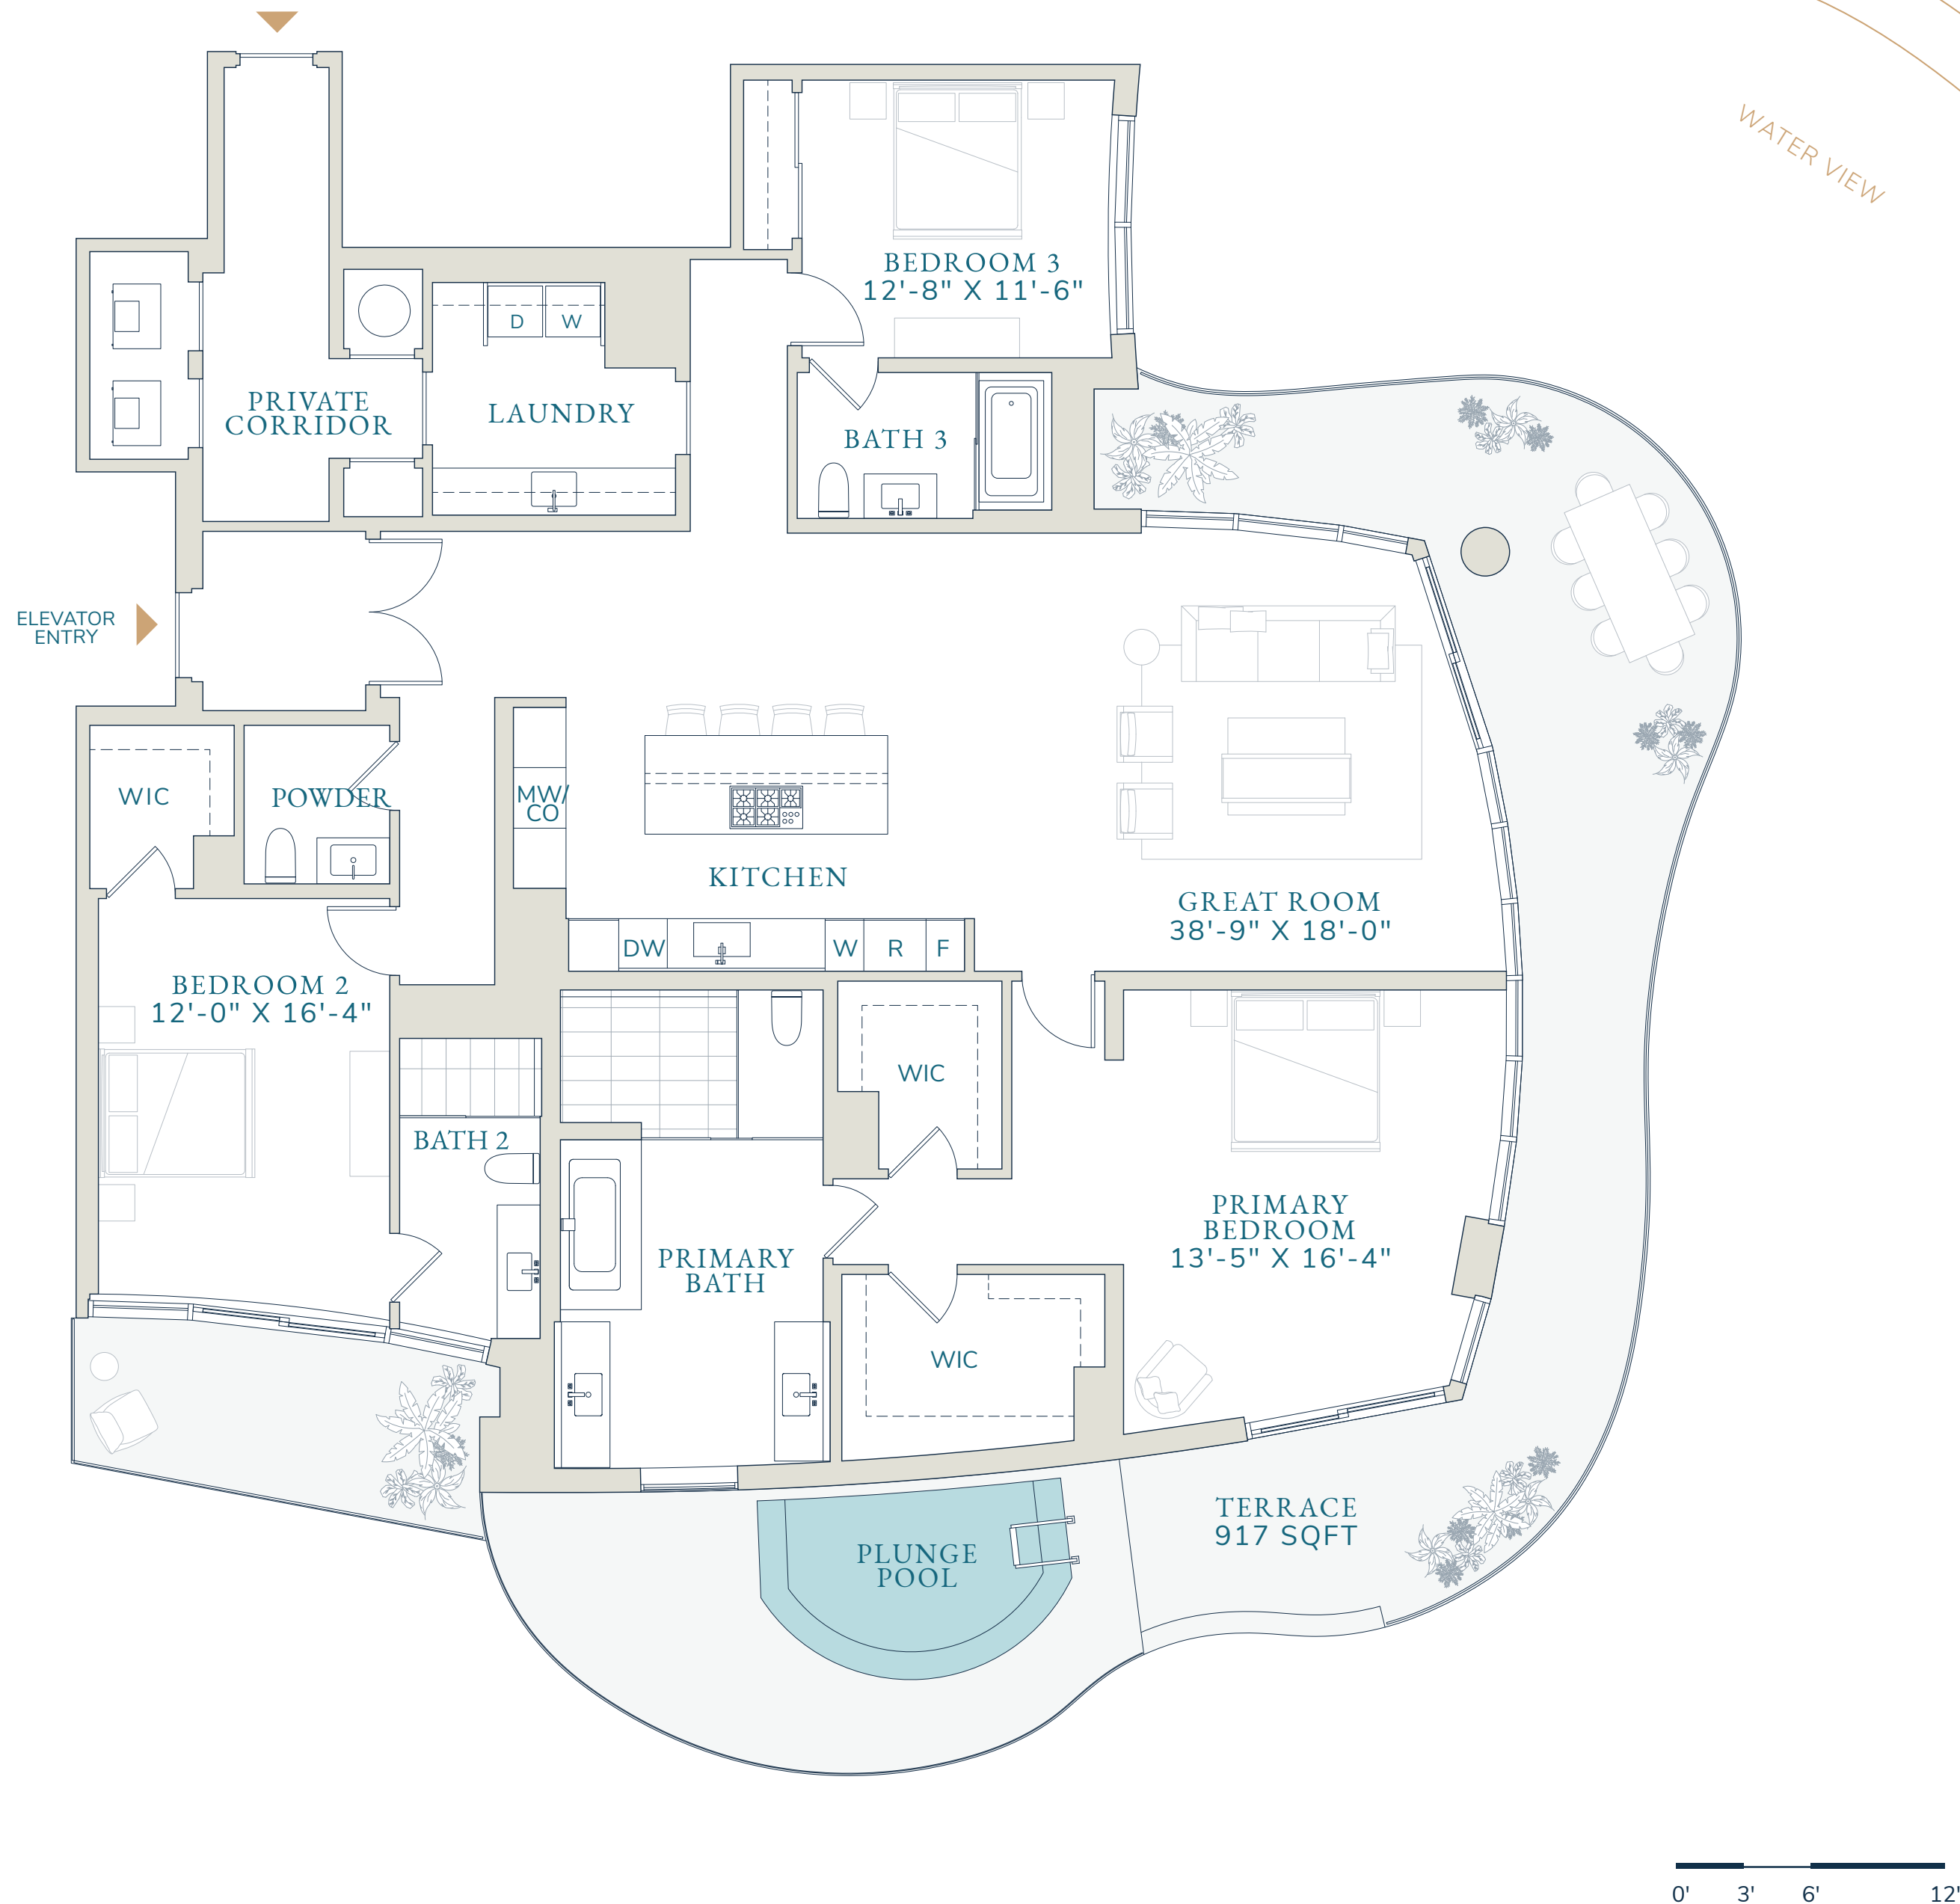 WATER VIEW
BEDROOM 3
12'-8" X 11'-6"
D W
PRIVATE
CORRIDOR
LAUNDRY
BATH 3
ELEVATOR
ENTRY
WIC
POWDER
MW/
CO
KITCHEN
GREAT ROOM
38'-9" X 18'-0"
DW
W R F
BEDROOM 2
12'-0" X 16'-4"
WIC
BATH 2
PRIMARY
BATH
PRIMARY
BEDROOM
13'-5" X 16'-4"
WIC
TERRACE
917 SQFT
PLUNGE
POOL
0' 3' 6' 12'